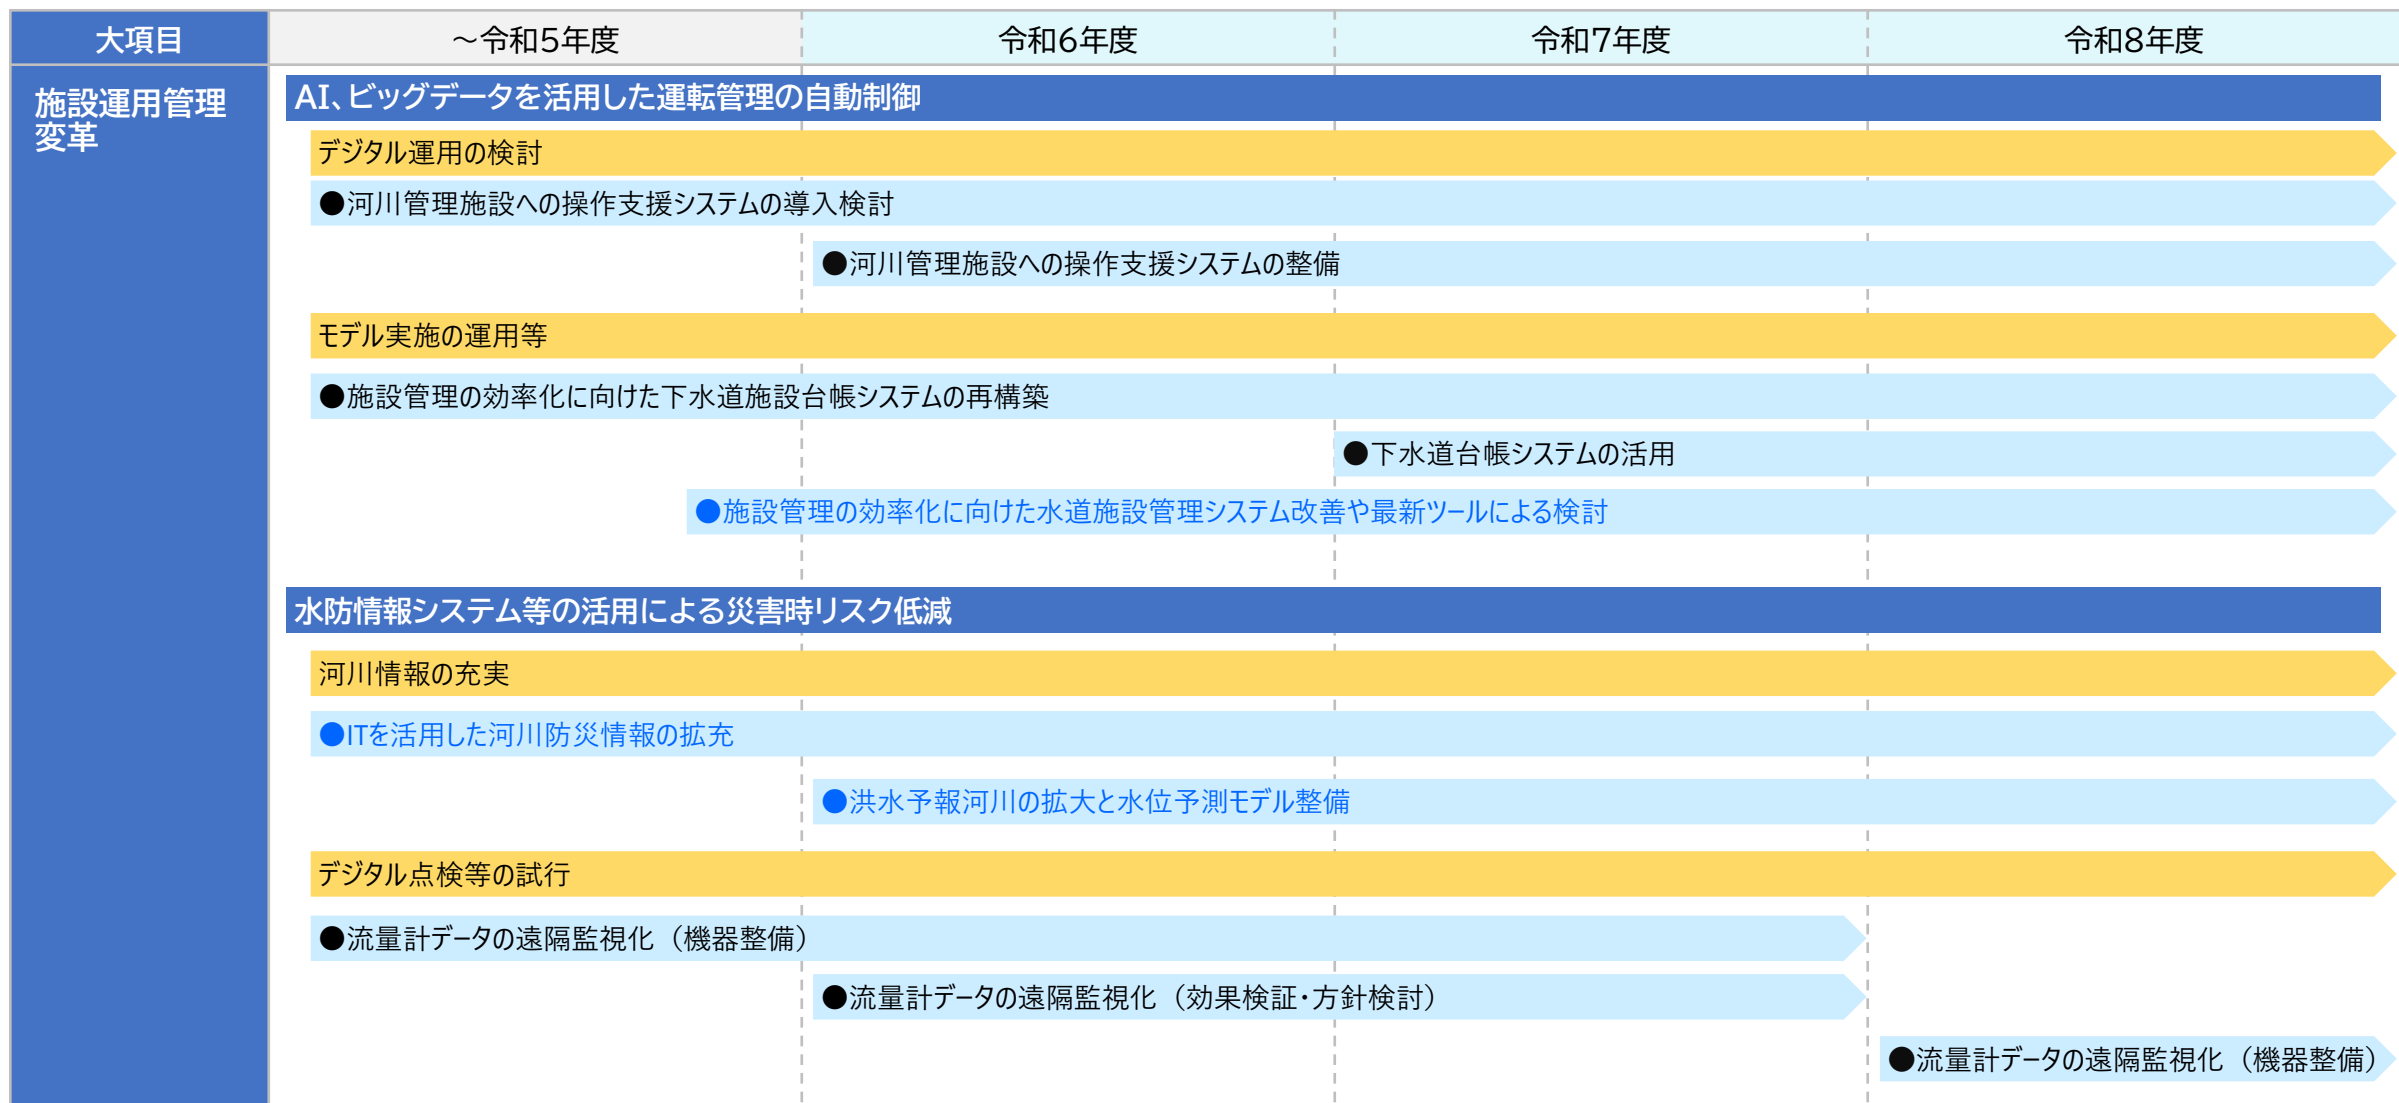 大項目
～令和5年度
令和6年度
令和7年度
令和8年度
施設運用管理
変革
AI、ビッグデータを活用した運転管理の自動制御
デジタル運用の検討
●河川管理施設への操作支援システムの導入検討
●河川管理施設への操作支援システムの整備
モデル実施の運用等
●施設管理の効率化に向けた下水道施設台帳システムの再構築
●下水道台帳システムの活用
●施設管理の効率化に向けた水道施設管理システム改善や最新ツールによる検討
水防情報システム等の活用による災害時リスク低減
河川情報の充実
●ITを活用した河川防災情報の拡充
●洪水予報河川の拡大と水位予測モデル整備
デジタル点検等の試行
●流量計データの遠隔監視化（機器整備）
●流量計データの遠隔監視化（効果検証・方針検討）
●流量計データの遠隔監視化（機器整備）